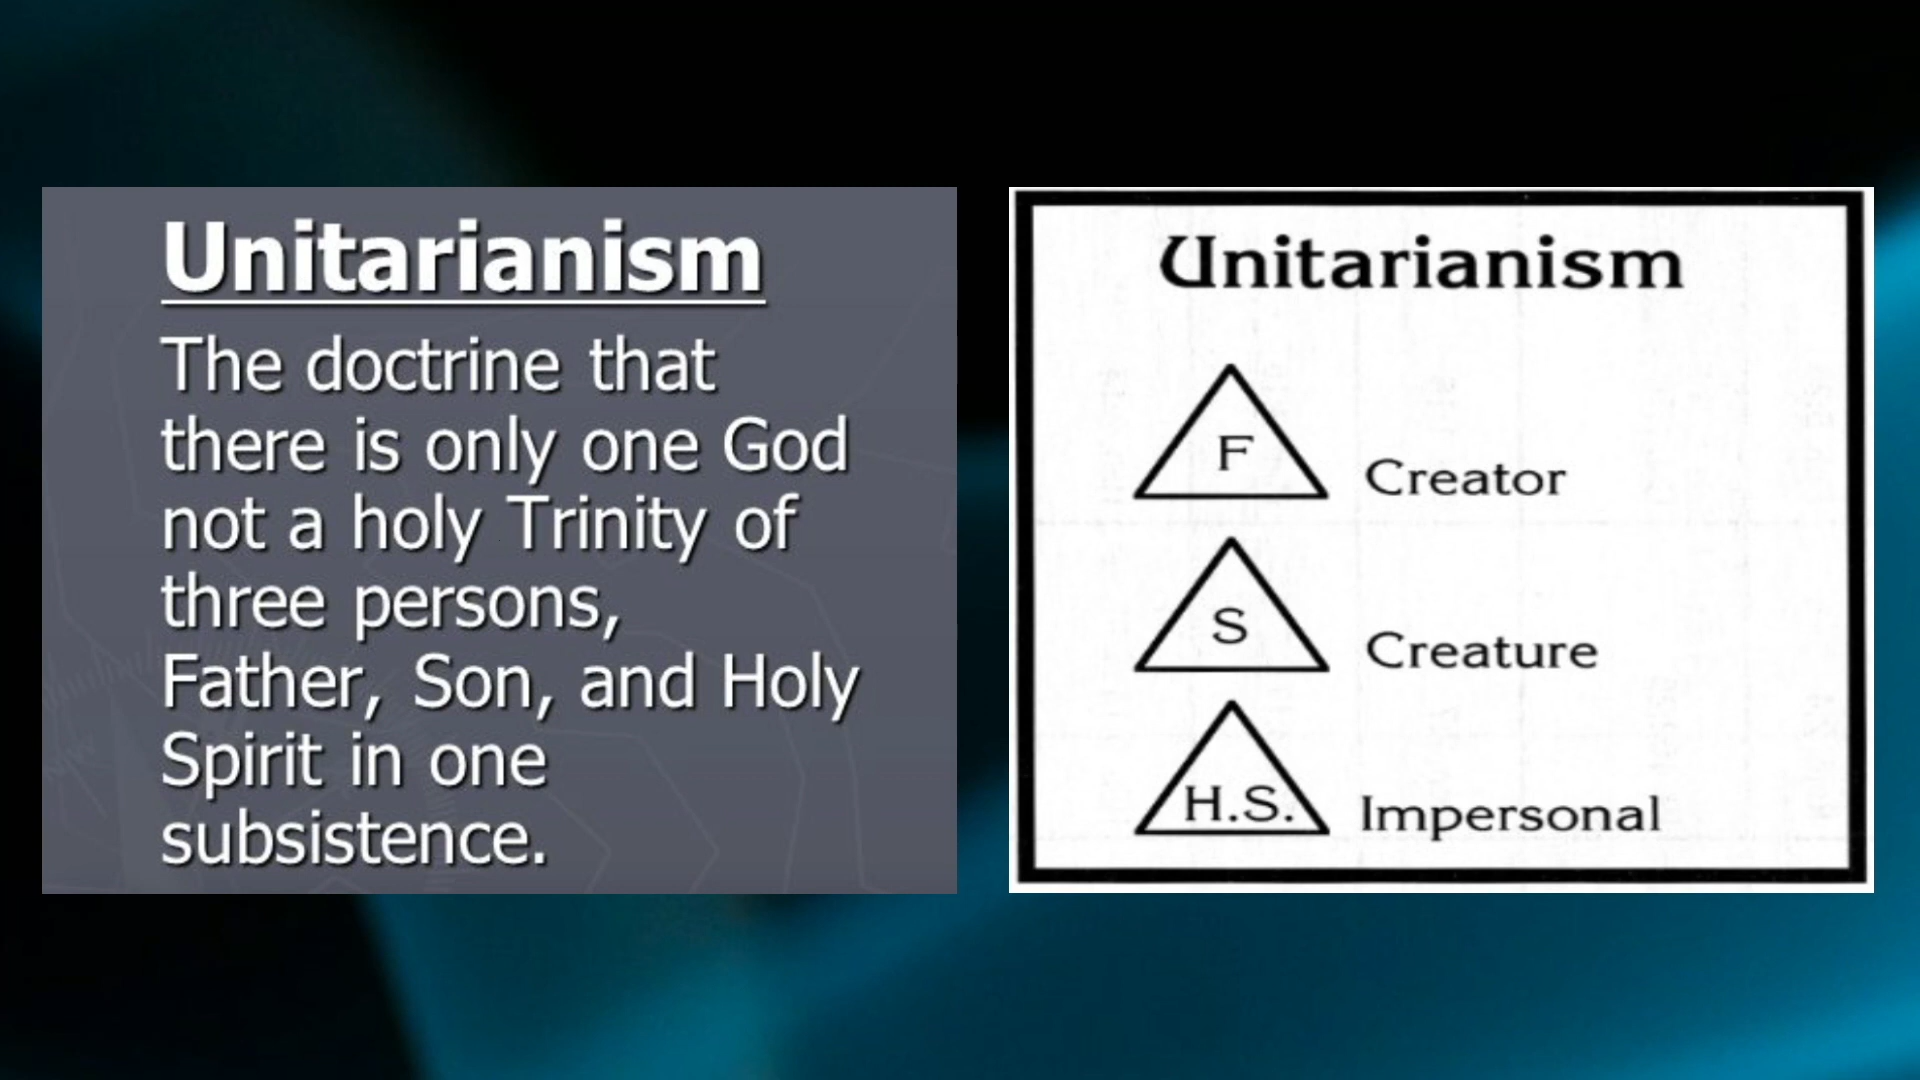 Unitarianism
The doctrine that
there is only one God
not a holy Trinity of
three persons,
Father, Son, and Holy
Spirit in one
subsistence.
Unitarianism
F Creator
S Creature
H.S. Impersonal